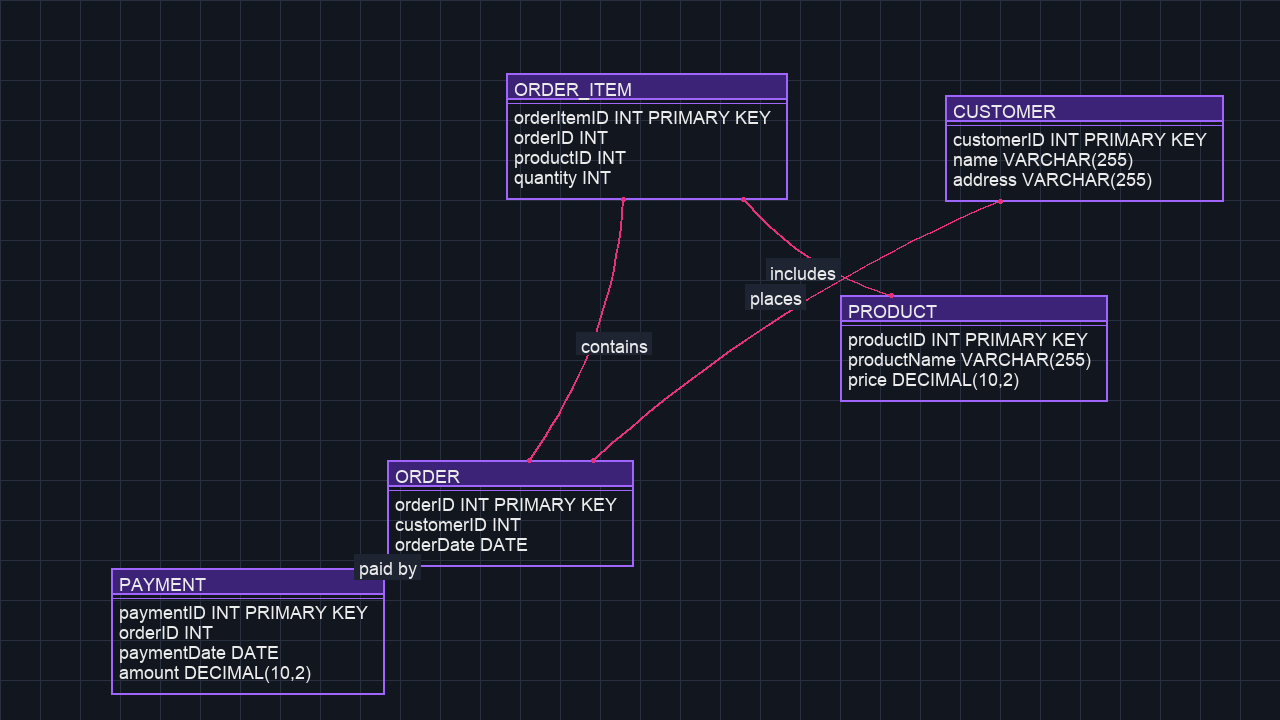 ORDER_ITEM
orderItemID INT PRIMARY KEY
orderID INT
productID INT
quantity INT
CUSTOMER
customerID INT PRIMARY KEY
name VARCHAR(255)
address VARCHAR(255)
includes
places
PRODUCT
productID INT PRIMARY KEY
productName VARCHAR(255)
price DECIMAL(10,2)
contains
ORDER
orderID INT PRIMARY KEY
customerID INT
orderDate DATE
paid by
PAYMENT
paymentID INT PRIMARY KEY
orderID INT
paymentDate DATE
amount DECIMAL(10,2)